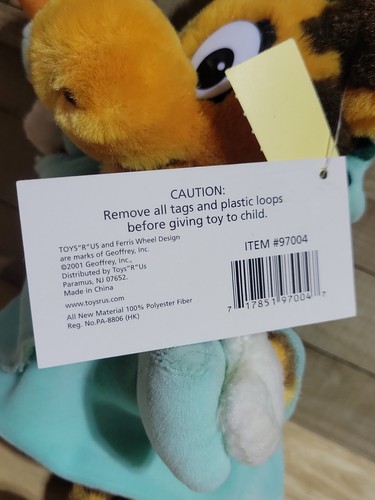 CAUTION:
Remove all tags and plastic loops
before giving toy to child.
TOYS"R"US and Ferris Wheel Design
are marks of Geoffrey, Inc.
©2001 Geoffrey, Inc.,
Distributed by Toys"R"Us
Paramus, NJ 07652.
Made in China
www.toysrus.com
All New Material 100% Polyester Fiber
Reg. No.PA-8806 (HK)
ITEM #97004
7 17851 97004 7